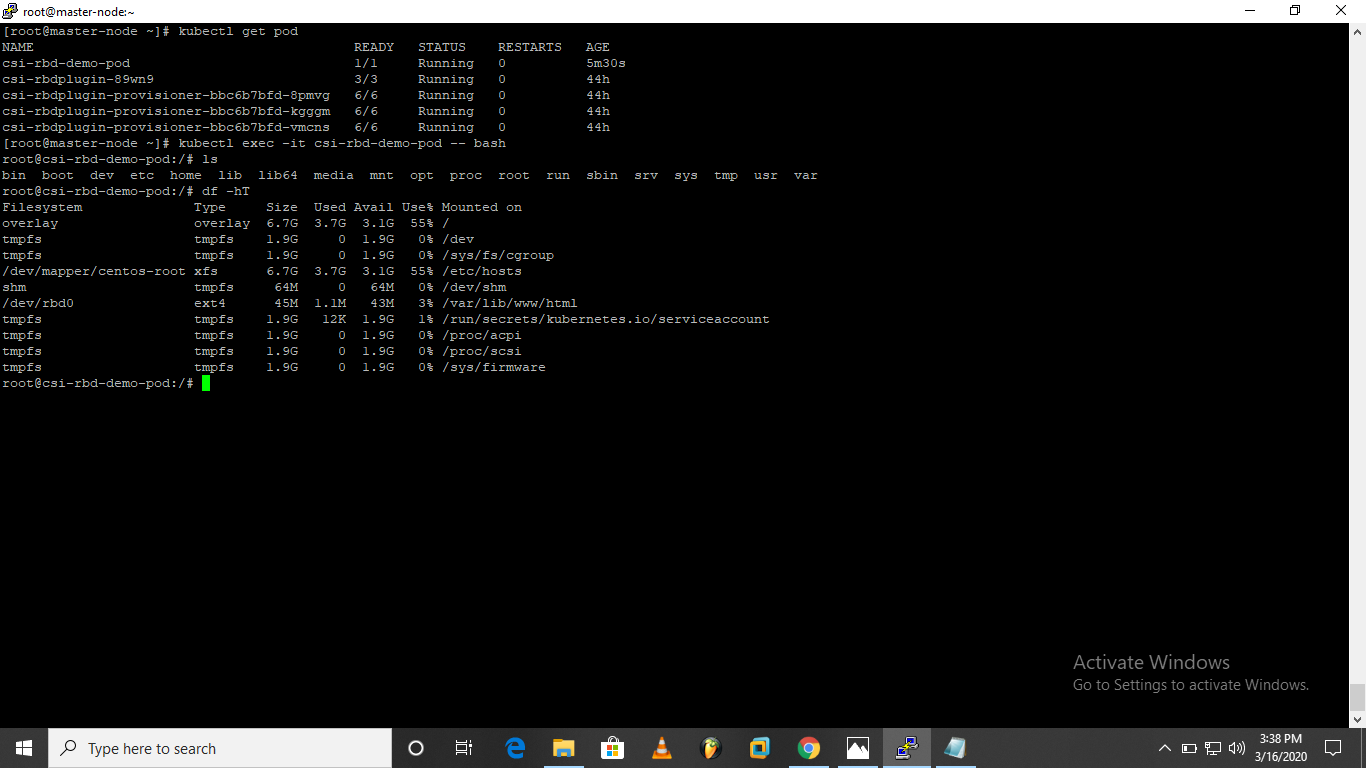 root@master-node:~
[root@master-node ~]# kubectl get pod
NAME                                        READY   STATUS    RESTARTS   AGE
csi-rbd-demo-pod                            1/1     Running   0          5m30s
csi-rbdplugin-89wn9                         3/3     Running   0          44h
csi-rbdplugin-provisioner-bbc6b7bfd-8pmvg   6/6     Running   0          44h
csi-rbdplugin-provisioner-bbc6b7bfd-kgggm   6/6     Running   0          44h
csi-rbdplugin-provisioner-bbc6b7bfd-vmcns   6/6     Running   0          44h
[root@master-node ~]# kubectl exec -it csi-rbd-demo-pod -- bash
root@csi-rbd-demo-pod:/# ls
bin  boot  dev  etc  home  lib  lib64  media  mnt  opt  proc  root  run  sbin  srv  sys  tmp  usr  var
root@csi-rbd-demo-pod:/# df -hT
Filesystem              Type     Size  Used Avail Use% Mounted on
overlay                 overlay  6.7G  3.7G  3.1G  55% /
tmpfs                   tmpfs    1.9G     0  1.9G   0% /dev
tmpfs                   tmpfs    1.9G     0  1.9G   0% /sys/fs/cgroup
/dev/mapper/centos-root xfs      6.7G  3.7G  3.1G  55% /etc/hosts
shm                     tmpfs     64M     0   64M   0% /dev/shm
/dev/rbd0               ext4      45M  1.1M   43M   3% /var/lib/www/html
tmpfs                   tmpfs    1.9G   12K  1.9G   1% /run/secrets/kubernetes.io/serviceaccount
tmpfs                   tmpfs    1.9G     0  1.9G   0% /proc/acpi
tmpfs                   tmpfs    1.9G     0  1.9G   0% /proc/scsi
tmpfs                   tmpfs    1.9G     0  1.9G   0% /sys/firmware
root@csi-rbd-demo-pod:/#
Activate Windows
Go to Settings to activate Windows.
Type here to search
3:38 PM
3/16/2020